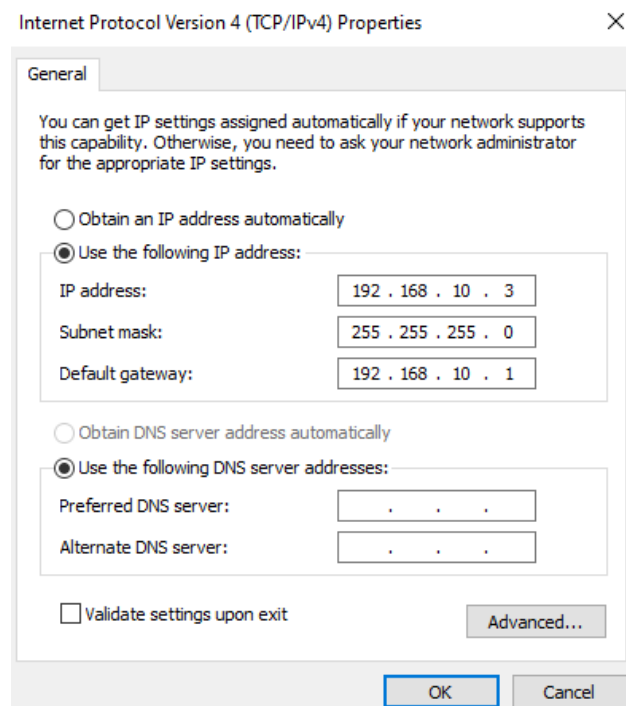 Internet Protocol Version 4 (TCP/IPv4) Properties
General
You can get IP settings assigned automatically if your network supports
this capability. Otherwise, you need to ask your network administrator
for the appropriate IP settings.
Obtain an IP address automatically
Use the following IP address:
IP address: 192 . 168 . 10 . 3
Subnet mask: 255 . 255 . 255 . 0
Default gateway: 192 . 168 . 10 . 1
Obtain DNS server address automatically
Use the following DNS server addresses:
Preferred DNS server: . . .
Alternate DNS server: . . .
Validate settings upon exit
Advanced...
OK Cancel